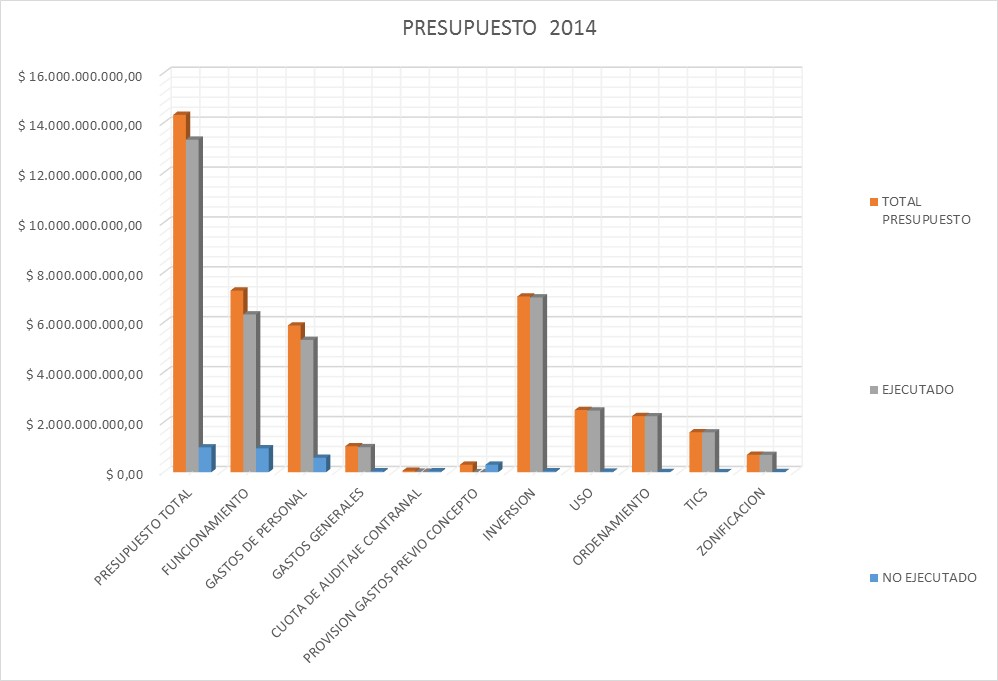 PRESUPUESTO 2014
$ 16.000.000.000,00
$ 14.000.000.000,00
$ 12.000.000.000,00
$ 10.000.000.000,00
$ 8.000.000.000,00
$ 6.000.000.000,00
$ 4.000.000.000,00
$ 2.000.000.000,00
$ 0,00
PRESUPUESTO TOTAL
FUNCIONAMIENTO
GASTOS DE PERSONAL
GASTOS GENERALES
CUOTA DE AUDITAJE CONTRANAL
PROVISION GASTOS PREVIO CONCEPTO
INVERSION
USO
ORDENAMIENTO
TICS
ZONIFICACION
TOTAL
PRESUPUESTO
EJECUTADO
NO EJECUTADO